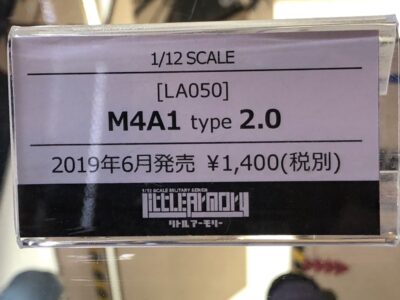 1/12 SCALE
[LA050]
M4A1 type 2.0
2019年6月発売 ¥1,400(税別)
1/12 SCALE MILITARY SERIES
LittleArmory
リトルアーモリー